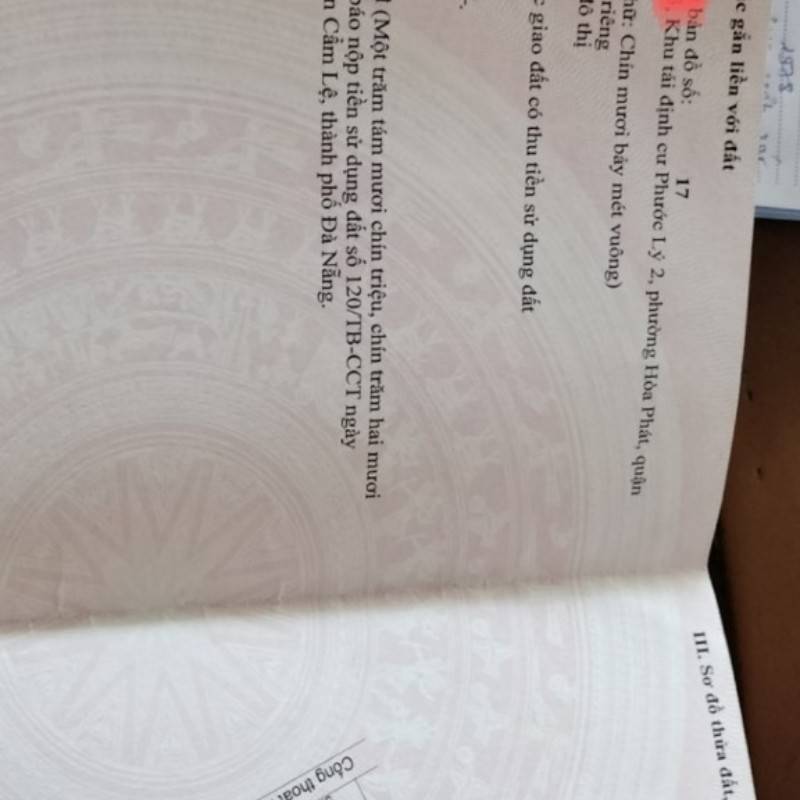 gắn liền với đất
bản đồ số: 17
Khu tái định cư Phước Lý 2, phường Hòa Phát, quận
Chín mươi bảy mét vuông)
riêng
đô thị
giao đất có thu tiền sử dụng đất
(Một trăm tám mươi chín triệu, chín trăm hai mươi
báo nộp tiền sử dụng đất số 120/TB-CCT ngày
Cẩm Lệ, thành phố Đà Nẵng.
III. Sơ đồ thửa đất,
Cống thoát